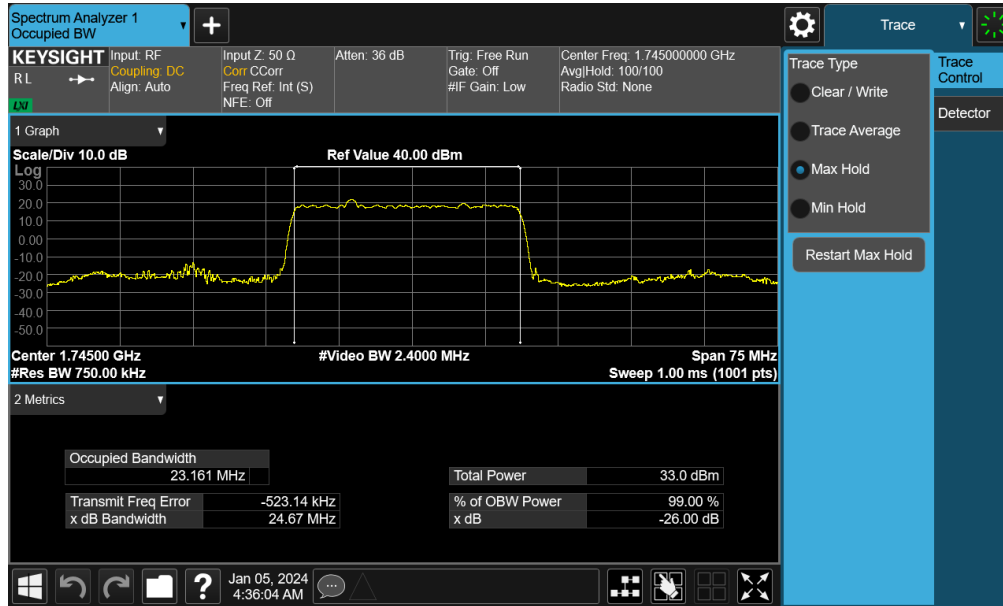 Spectrum Analyzer 1
Occupied BW
Trace
KEYSIGHT
R L
LXI
Input: RF
Coupling: DC
Align: Auto
Input Z: 50 Ω
Corr CCorr
Freq Ref: Int (S)
NFE: Off
Atten: 36 dB
Trig: Free Run
Gate: Off
#IF Gain: Low
Center Freq: 1.745000000 GHz
Avg|Hold: 100/100
Radio Std: None
Trace Type
Clear / Write
Trace Average
Max Hold
Min Hold
Restart Max Hold
Trace
Control
Detector
1 Graph
Scale/Div 10.0 dB
Ref Value 40.00 dBm
Log
30.0
20.0
10.0
0.00
-10.0
-20.0
-30.0
-40.0
-50.0
Center 1.74500 GHz
#Video BW 2.4000 MHz
Span 75 MHz
#Res BW 750.00 kHz
Sweep 1.00 ms (1001 pts)
2 Metrics
Occupied Bandwidth
23.161 MHz
Total Power 33.0 dBm
Transmit Freq Error -523.14 kHz
% of OBW Power 99.00 %
x dB Bandwidth 24.67 MHz
x dB -26.00 dB
?
Jan 05, 2024
4:36:04 AM